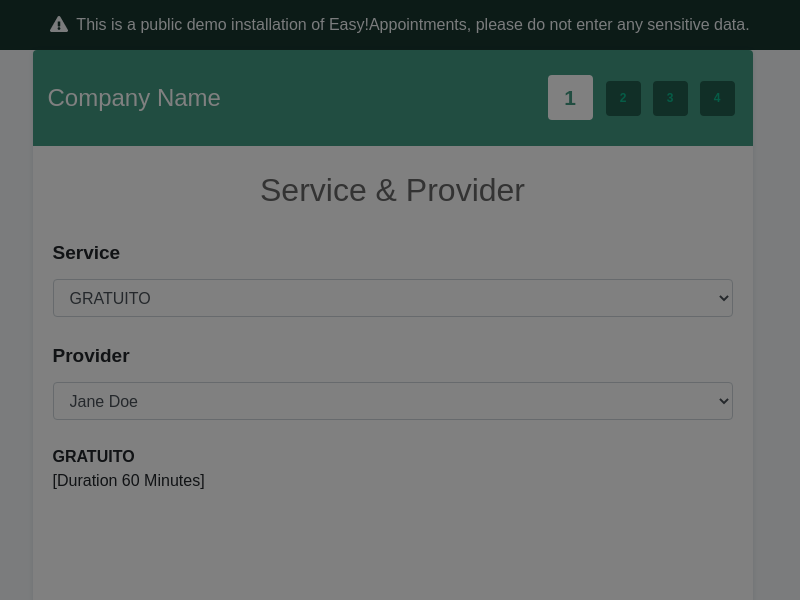 This is a public demo installation of Easy!Appointments, please do not enter any sensitive data.
Company Name
1 2 3 4
Service & Provider
Service
GRATUITO
Provider
Jane Doe
GRATUITO
[Duration 60 Minutes]